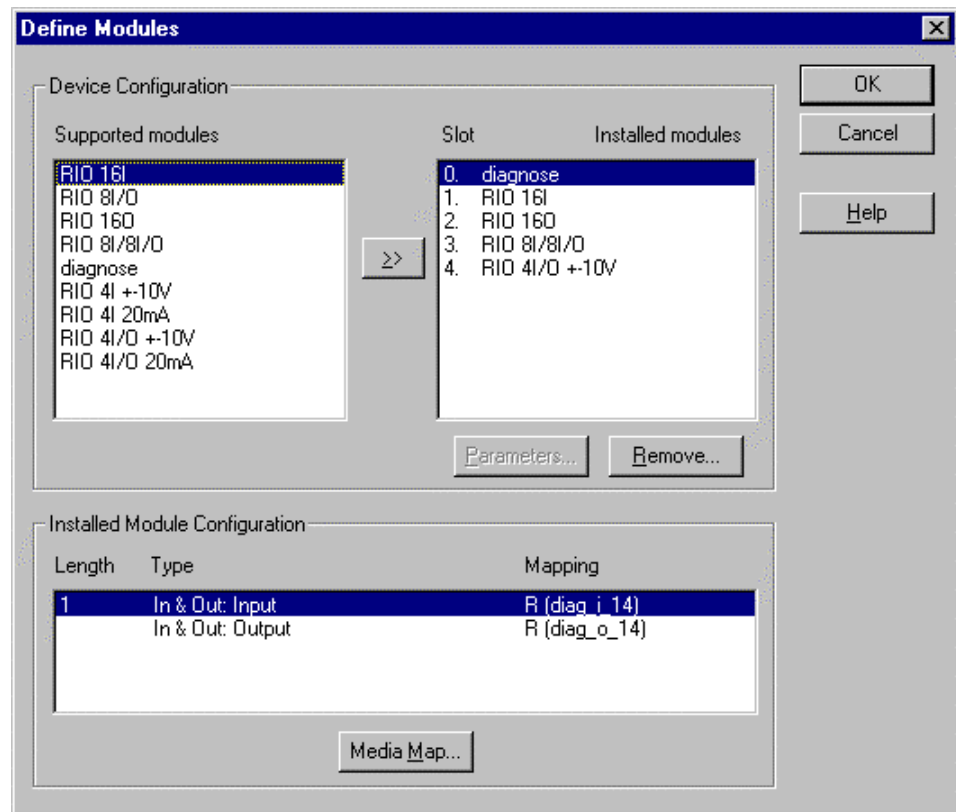 Define Modules
Device Configuration
OK
Cancel
Help
Supported modules
Slot Installed modules
RIO 16I
RIO 8I/O
RIO 16O
RIO 8I/8I/O
diagnose
RIO 4I +-10V
RIO 4I 20mA
RIO 4I/O +-10V
RIO 4I/O 20mA
>>
0. diagnose
1. RIO 16I
2. RIO 16O
3. RIO 8I/8I/O
4. RIO 4I/O +-10V
Parameters...
Remove...
Installed Module Configuration
Length Type Mapping
1 In & Out: Input R (diag_i_14)
In & Out: Output R (diag_o_14)
Media Map...